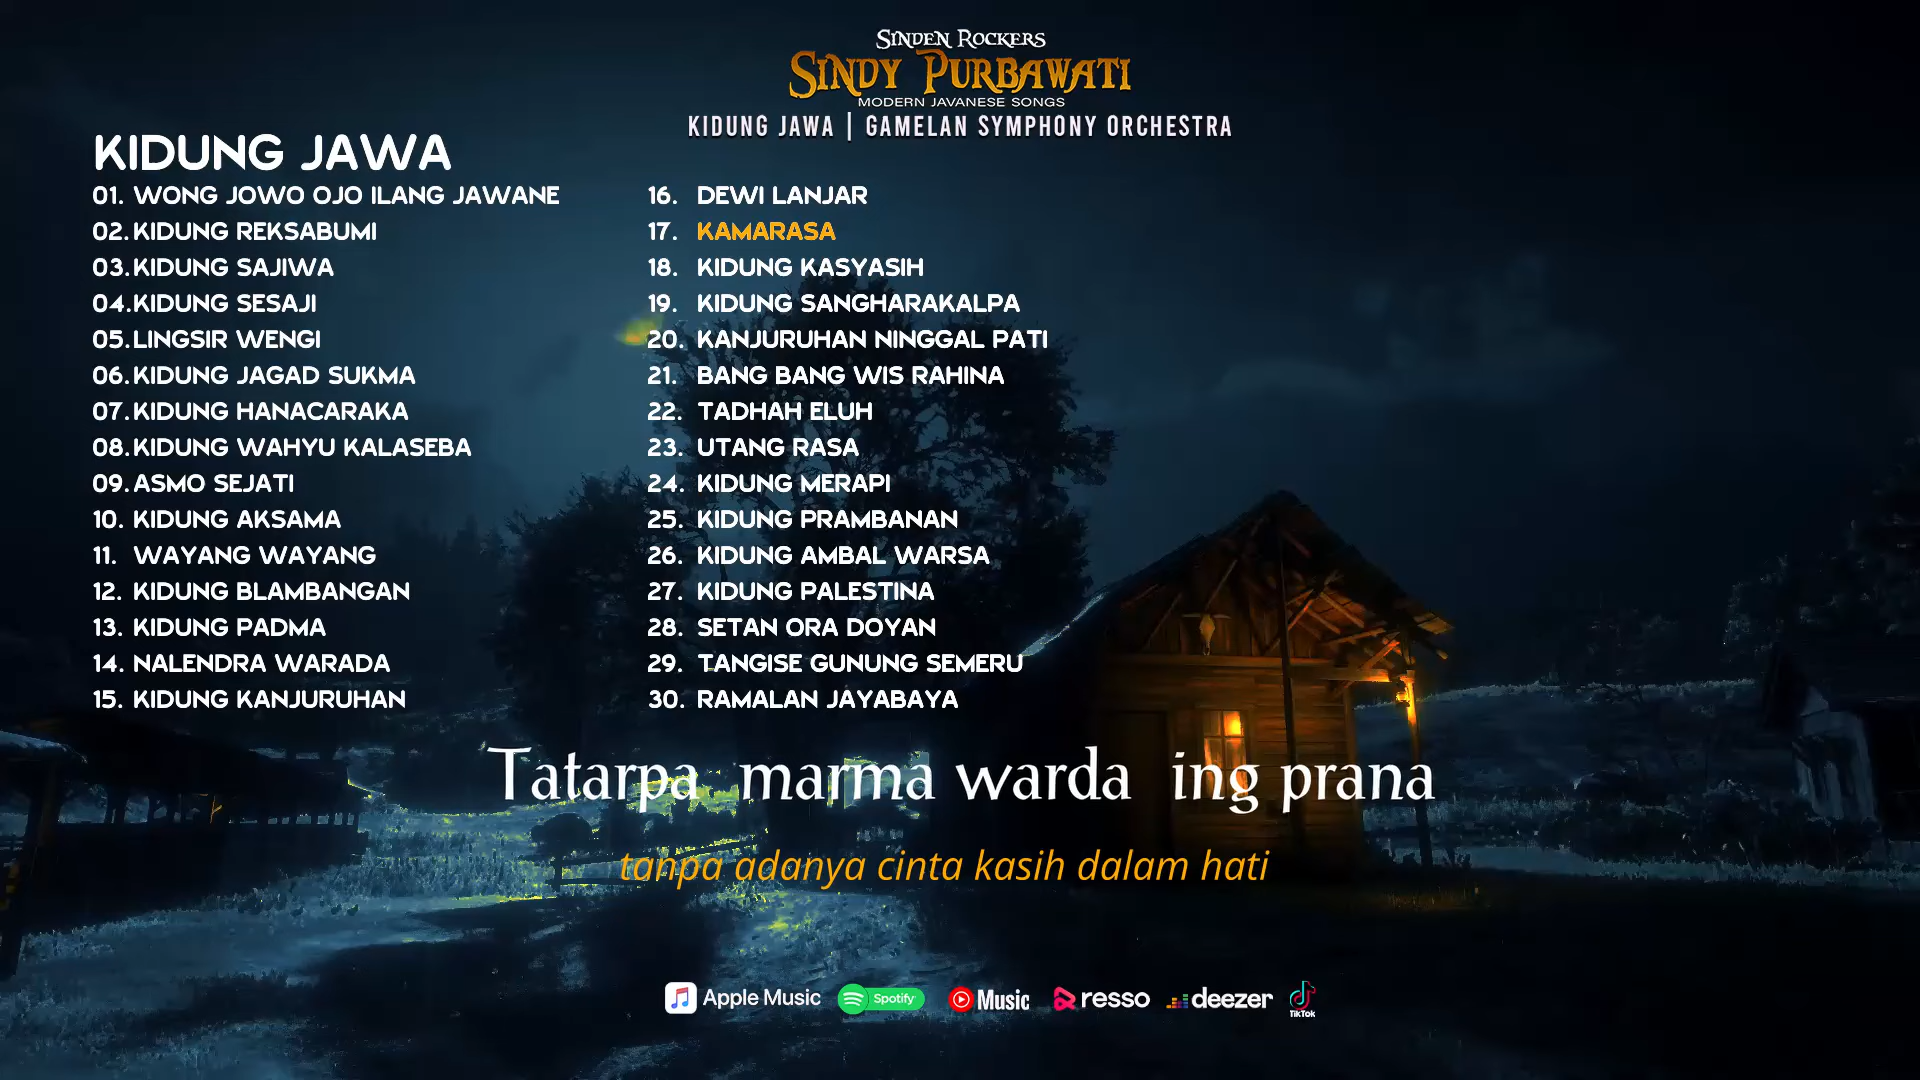 SINDEN ROCKERS
SINDY PURBAWATI
MODERN JAVANESE SONGS
KIDUNG JAWA | GAMELAN SYMPHONY ORCHESTRA
KIDUNG JAWA
01. WONG JOWO OJO ILANG JAWANE
02. KIDUNG REKSABUMI
03. KIDUNG SAJIWA
04. KIDUNG SESAJI
05. LINGSIR WENGI
06. KIDUNG JAGAD SUKMA
07. KIDUNG HANACARAKA
08. KIDUNG WAHYU KALASEBA
09. ASMO SEJATI
10. KIDUNG AKSAMA
11. WAYANG WAYANG
12. KIDUNG BLAMBANGAN
13. KIDUNG PADMA
14. NALENDRA WARADA
15. KIDUNG KANJURUHAN
16. DEWI LANJAR
17. KAMARASA
18. KIDUNG KASYASIH
19. KIDUNG SANGHARAKALPA
20. KANJURUHAN NINGGAL PATI
21. BANG BANG WIS RAHINA
22. TADHAH ELUH
23. UTANG RASA
24. KIDUNG MERAPI
25. KIDUNG PRAMBANAN
26. KIDUNG AMBAL WARSA
27. KIDUNG PALESTINA
28. SETAN ORA DOYAN
29. TANGISE GUNUNG SEMERU
30. RAMALAN JAYABAYA
Tatarpa marma warda ing prana
tanpa adanya cinta kasih dalam hati
Apple Music Spotify Music resso deezer TikTok